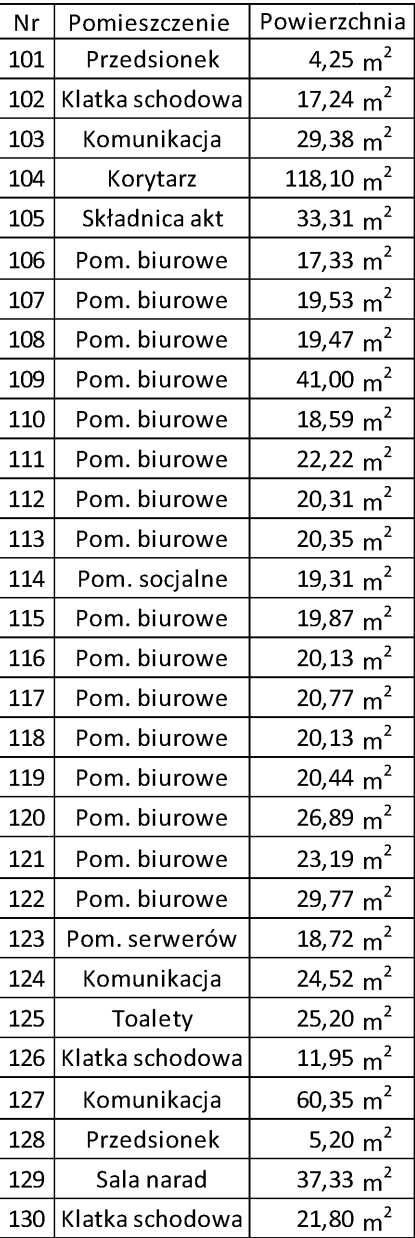 Nr Pomieszczenie Powierzchnia
101 Przedsionek 4,25 m²
102 Klatka schodowa 17,24 m²
103 Komunikacja 29,38 m²
104 Korytarz 118,10 m²
105 Składnica akt 33,31 m²
106 Pom. biurowe 17,33 m²
107 Pom. biurowe 19,53 m²
108 Pom. biurowe 19,47 m²
109 Pom. biurowe 41,00 m²
110 Pom. biurowe 18,59 m²
111 Pom. biurowe 22,22 m²
112 Pom. biurowe 20,31 m²
113 Pom. biurowe 20,35 m²
114 Pom. socjalne 19,31 m²
115 Pom. biurowe 19,87 m²
116 Pom. biurowe 20,13 m²
117 Pom. biurowe 20,77 m²
118 Pom. biurowe 20,13 m²
119 Pom. biurowe 20,44 m²
120 Pom. biurowe 26,89 m²
121 Pom. biurowe 23,19 m²
122 Pom. biurowe 29,77 m²
123 Pom. serwerów 18,72 m²
124 Komunikacja 24,52 m²
125 Toalety 25,20 m²
126 Klatka schodowa 11,95 m²
127 Komunikacja 60,35 m²
128 Przedsionek 5,20 m²
129 Sala narad 37,33 m²
130 Klatka schodowa 21,80 m²